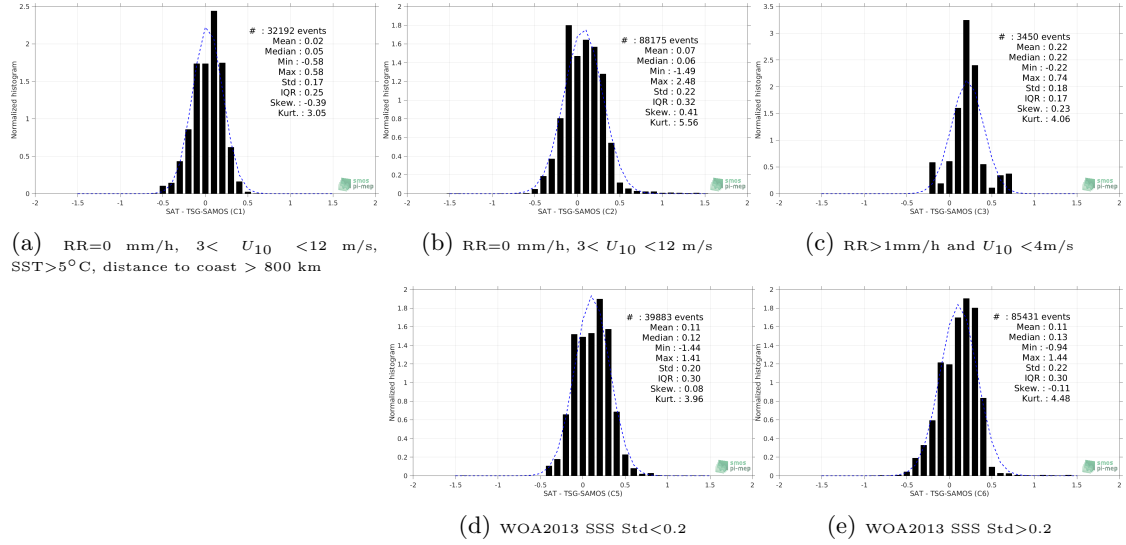 2.5
2
1.5
1
0.5
0
-2 -1.5 -1 -0.5 0 0.5 1 1.5 2
Normalized histogram
SAT - TSG-SAMOS (C1)
# : 32192 events
Mean : 0.02
Median : 0.05
Min : -0.58
Max : 0.58
Std : 0.17
IQR : 0.25
Skew. : -0.39
Kurt. : 3.05
smos
pi-mep
(a) RR=0 mm/h, 3< U10 <12 m/s,
SST>5°C, distance to coast > 800 km
2
1.8
1.6
1.4
1.2
1
0.8
0.6
0.4
0.2
0
-2 -1.5 -1 -0.5 0 0.5 1 1.5 2
Normalized histogram
SAT - TSG-SAMOS (C2)
# : 88175 events
Mean : 0.07
Median : 0.06
Min : -1.49
Max : 2.48
Std : 0.22
IQR : 0.32
Skew. : 0.41
Kurt. : 5.56
smos
pi-mep
(b) RR=0 mm/h, 3< U10 <12 m/s
3.5
3
2.5
2
1.5
1
0.5
0
-2 -1.5 -1 -0.5 0 0.5 1 1.5 2
Normalized histogram
SAT - TSG-SAMOS (C3)
# : 3450 events
Mean : 0.22
Median : 0.22
Min : -0.22
Max : 0.74
Std : 0.18
IQR : 0.17
Skew. : 0.23
Kurt. : 4.06
smos
pi-mep
(c) RR>1mm/h and U10 <4m/s
2
1.8
1.6
1.4
1.2
1
0.8
0.6
0.4
0.2
0
-2 -1.5 -1 -0.5 0 0.5 1 1.5 2
Normalized histogram
SAT - TSG-SAMOS (C5)
# : 39883 events
Mean : 0.11
Median : 0.12
Min : -1.44
Max : 1.41
Std : 0.20
IQR : 0.30
Skew. : 0.08
Kurt. : 3.96
smos
pi-mep
(d) WOA2013 SSS Std<0.2
2
1.8
1.6
1.4
1.2
1
0.8
0.6
0.4
0.2
0
-2 -1.5 -1 -0.5 0 0.5 1 1.5 2
Normalized histogram
SAT - TSG-SAMOS (C6)
# : 85431 events
Mean : 0.11
Median : 0.13
Min : -0.94
Max : 1.44
Std : 0.22
IQR : 0.30
Skew. : -0.11
Kurt. : 4.48
smos
pi-mep
(e) WOA2013 SSS Std>0.2